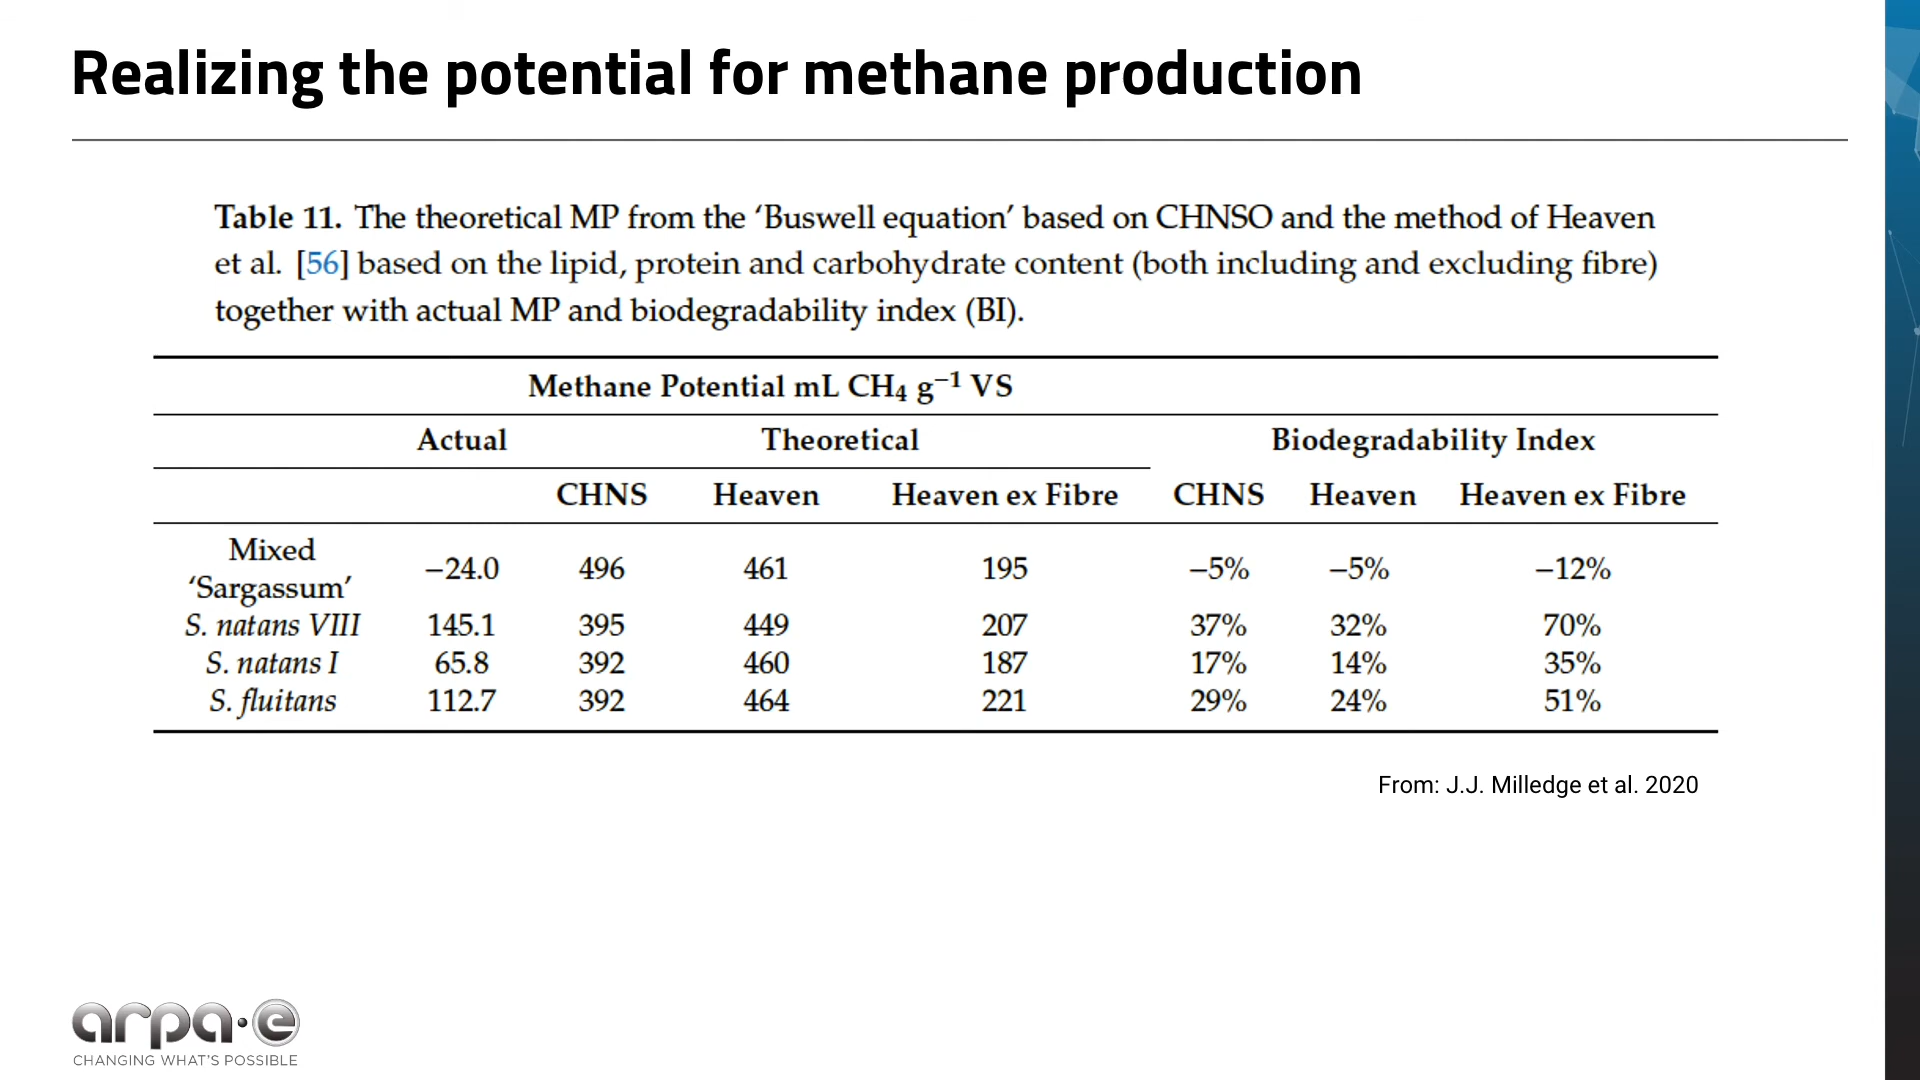 Realizing the potential for methane production
Table 11. The theoretical MP from the ‘Buswell equation’ based on CHNSO and the method of Heaven
et al. [56] based on the lipid, protein and carbohydrate content (both including and excluding fibre)
together with actual MP and biodegradability index (BI).
Methane Potential mL CH₄ g⁻¹ VS
Actual Theoretical Biodegradability Index
CHNS Heaven Heaven ex Fibre CHNS Heaven Heaven ex Fibre
Mixed
‘Sargassum’ −24.0 496 461 195 −5% −5% −12%
S. natans VIII 145.1 395 449 207 37% 32% 70%
S. natans I 65.8 392 460 187 17% 14% 35%
S. fluitans 112.7 392 464 221 29% 24% 51%
From: J.J. Milledge et al. 2020
arpa·e
CHANGING WHAT'S POSSIBLE